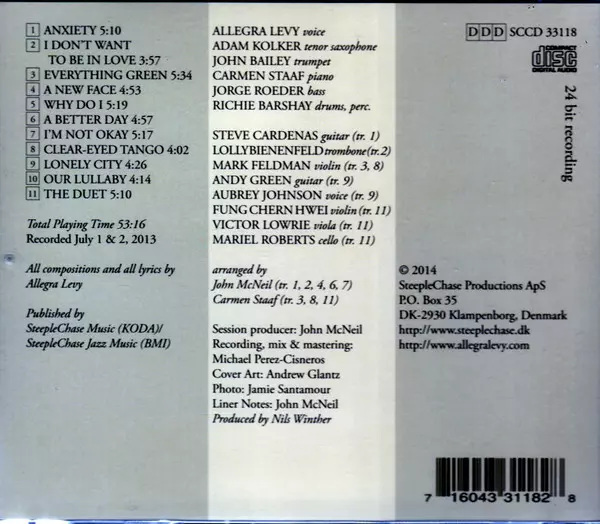 1 ANXIETY 5:10
2 I DON'T WANT
TO BE IN LOVE 3:57
3 EVERYTHING GREEN 5:34
4 A NEW FACE 4:53
5 WHY DO I 5:19
6 A BETTER DAY 4:57
7 I'M NOT OKAY 5:17
8 CLEAR-EYED TANGO 4:02
9 LONELY CITY 4:26
10 OUR LULLABY 4:14
11 THE DUET 5:10
Total Playing Time 53:16
Recorded July 1 & 2, 2013
All compositions and all lyrics by
Allegra Levy
Published by
SteepleChase Music (KODA)/
SteepleChase Jazz Music (BMI)
ALLEGRA LEVY voice
ADAM KOLKER tenor saxophone
JOHN BAILEY trumpet
CARMEN STAAF piano
JORGE ROEDER bass
RICHIE BARSHAY drums, perc.
STEVE CARDENAS guitar (tr. 1)
LOLLYBIENENFELD trombone(tr.2)
MARK FELDMAN violin (tr. 3, 8)
ANDY GREEN guitar (tr. 9)
AUBREY JOHNSON voice (tr. 9)
FUNG CHERN HWEI violin (tr. 11)
VICTOR LOWRIE viola (tr. 11)
MARIEL ROBERTS cello (tr. 11)
arranged by
John McNeil (tr. 1, 2, 4, 6, 7)
Carmen Staaf (tr. 3, 8, 11)
Session producer: John McNeil
Recording, mix & mastering:
Michael Perez-Cisneros
Cover Art: Andrew Glantz
Photo: Jamie Santamour
Liner Notes: John McNeil
Produced by Nils Winther
DDD SCCD 33118
COMPACT
disc
DIGITAL AUDIO
24 bit recording
© 2014
SteepleChase Productions ApS
P.O. Box 35
DK-2930 Klampenborg, Denmark
http://www.steeplechase.dk
http://www.allegralevy.com
7 16043 31182 8